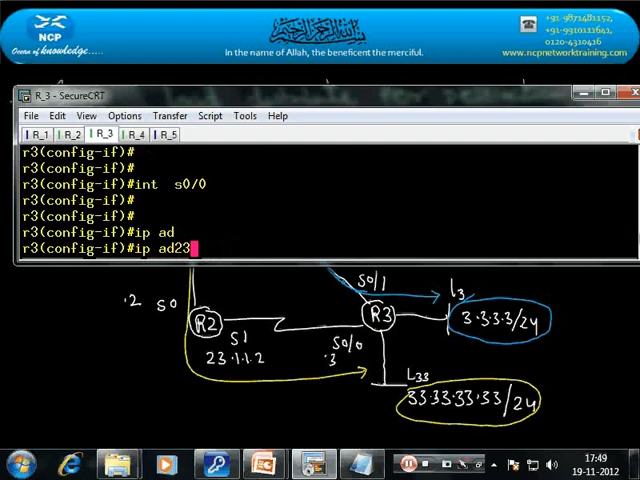 NCP
Ocean of knowledge.....
بسم الله الرحمن الرحيم
In the name of Allah, the beneficent the merciful.
+91-9871481152,
+91-9910111641,
0120-4310416
www.ncpnetworktraining.com
R_3 - SecureCRT
File Edit View Options Transfer Script Tools Help
R_1 R_2 R_3 R_4 R_5
r3(config-if)#
r3(config-if)#
r3(config-if)#int  s0/0
r3(config-if)#
r3(config-if)#
r3(config-if)#ip ad
r3(config-if)#ip ad23
S0/1
L3
.2 S0
R2
R3
3.3.3.3/24
S1
S0/0
23.1.1.2
.3
L33
33.33.33.33/24
17:49
19-11-2012